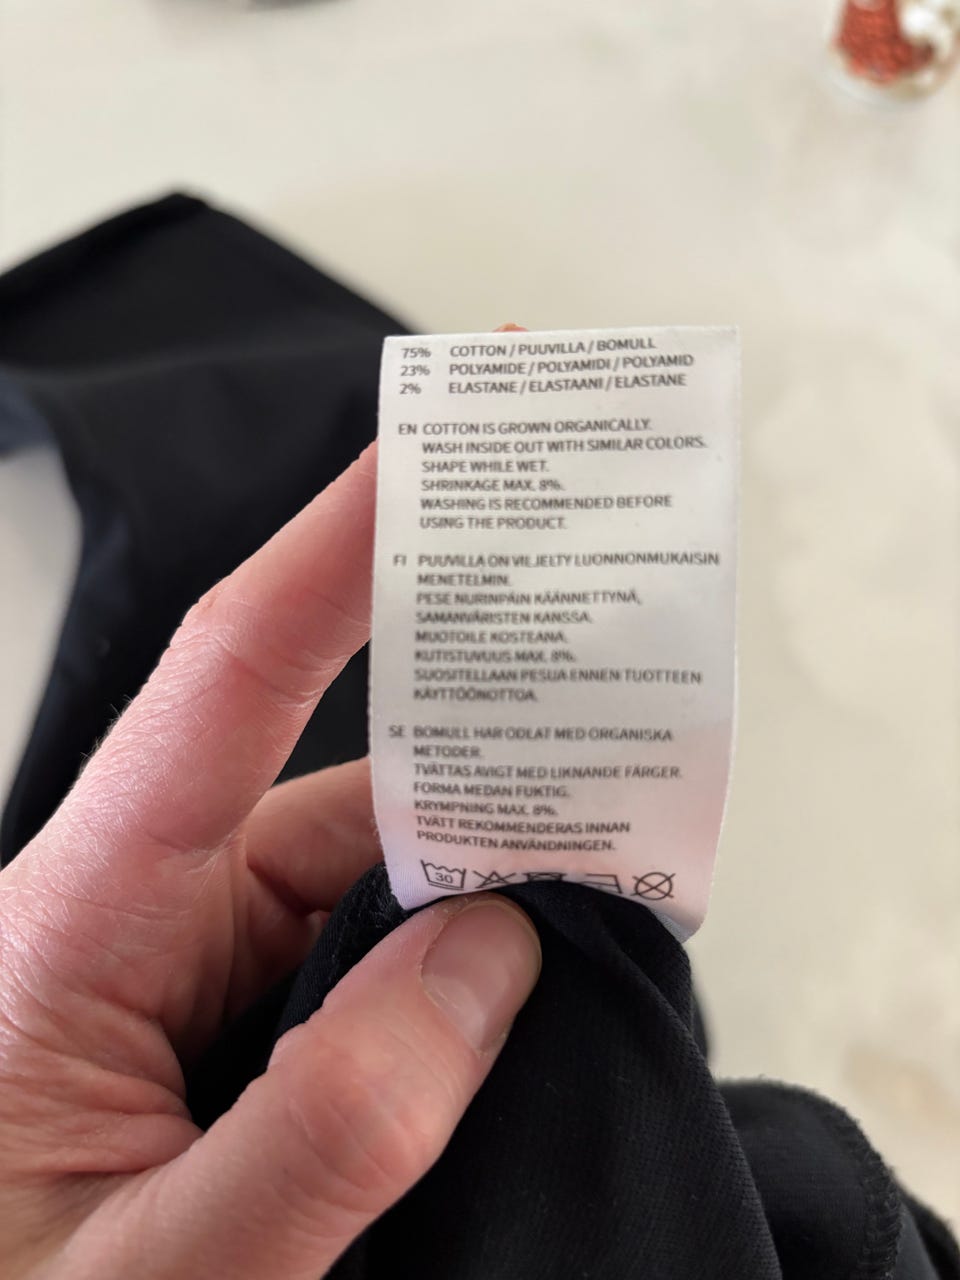 75% COTTON / PUUVILLA / BOMULL
23% POLYAMIDE / POLYAMIDI / POLYAMID
2% ELASTANE / ELASTAANI / ELASTANE
EN COTTON IS GROWN ORGANICALLY.
WASH INSIDE OUT WITH SIMILAR COLORS.
SHAPE WHILE WET.
SHRINKAGE MAX. 8%.
WASHING IS RECOMMENDED BEFORE
USING THE PRODUCT.
FI PUUVILLA ON VILJELTY LUONNONMUKAISIN
MENETELMIN.
PESE NURINPÄIN KÄÄNNETTYNÄ,
SAMANVÄRISTEN KANSSA.
MUOTOILE KOSTEANA.
KUTISTUVUUS MAX. 8%.
SUOSITELLAAN PESUA ENNEN TUOTTEEN
KÄYTTÖÖNOTTOA.
SE BOMULL HAR ODLAT MED ORGANISKA
METODER.
TVÄTTAS AVIGT MED LIKNANDE FÄRGER.
FORMA MEDAN FUKTIG.
KRYMPNING MAX. 8%.
TVÄTT REKOMMENDERAS INNAN
PRODUKTEN ANVÄNDNINGEN.
30